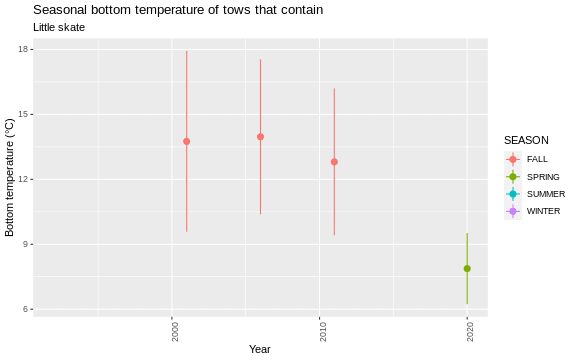 Seasonal bottom temperature of tows that contain
Little skate
18
15
12
9
6
Bottom temperature (°C)
2000
2010
2020
Year
SEASON
FALL
SPRING
SUMMER
WINTER